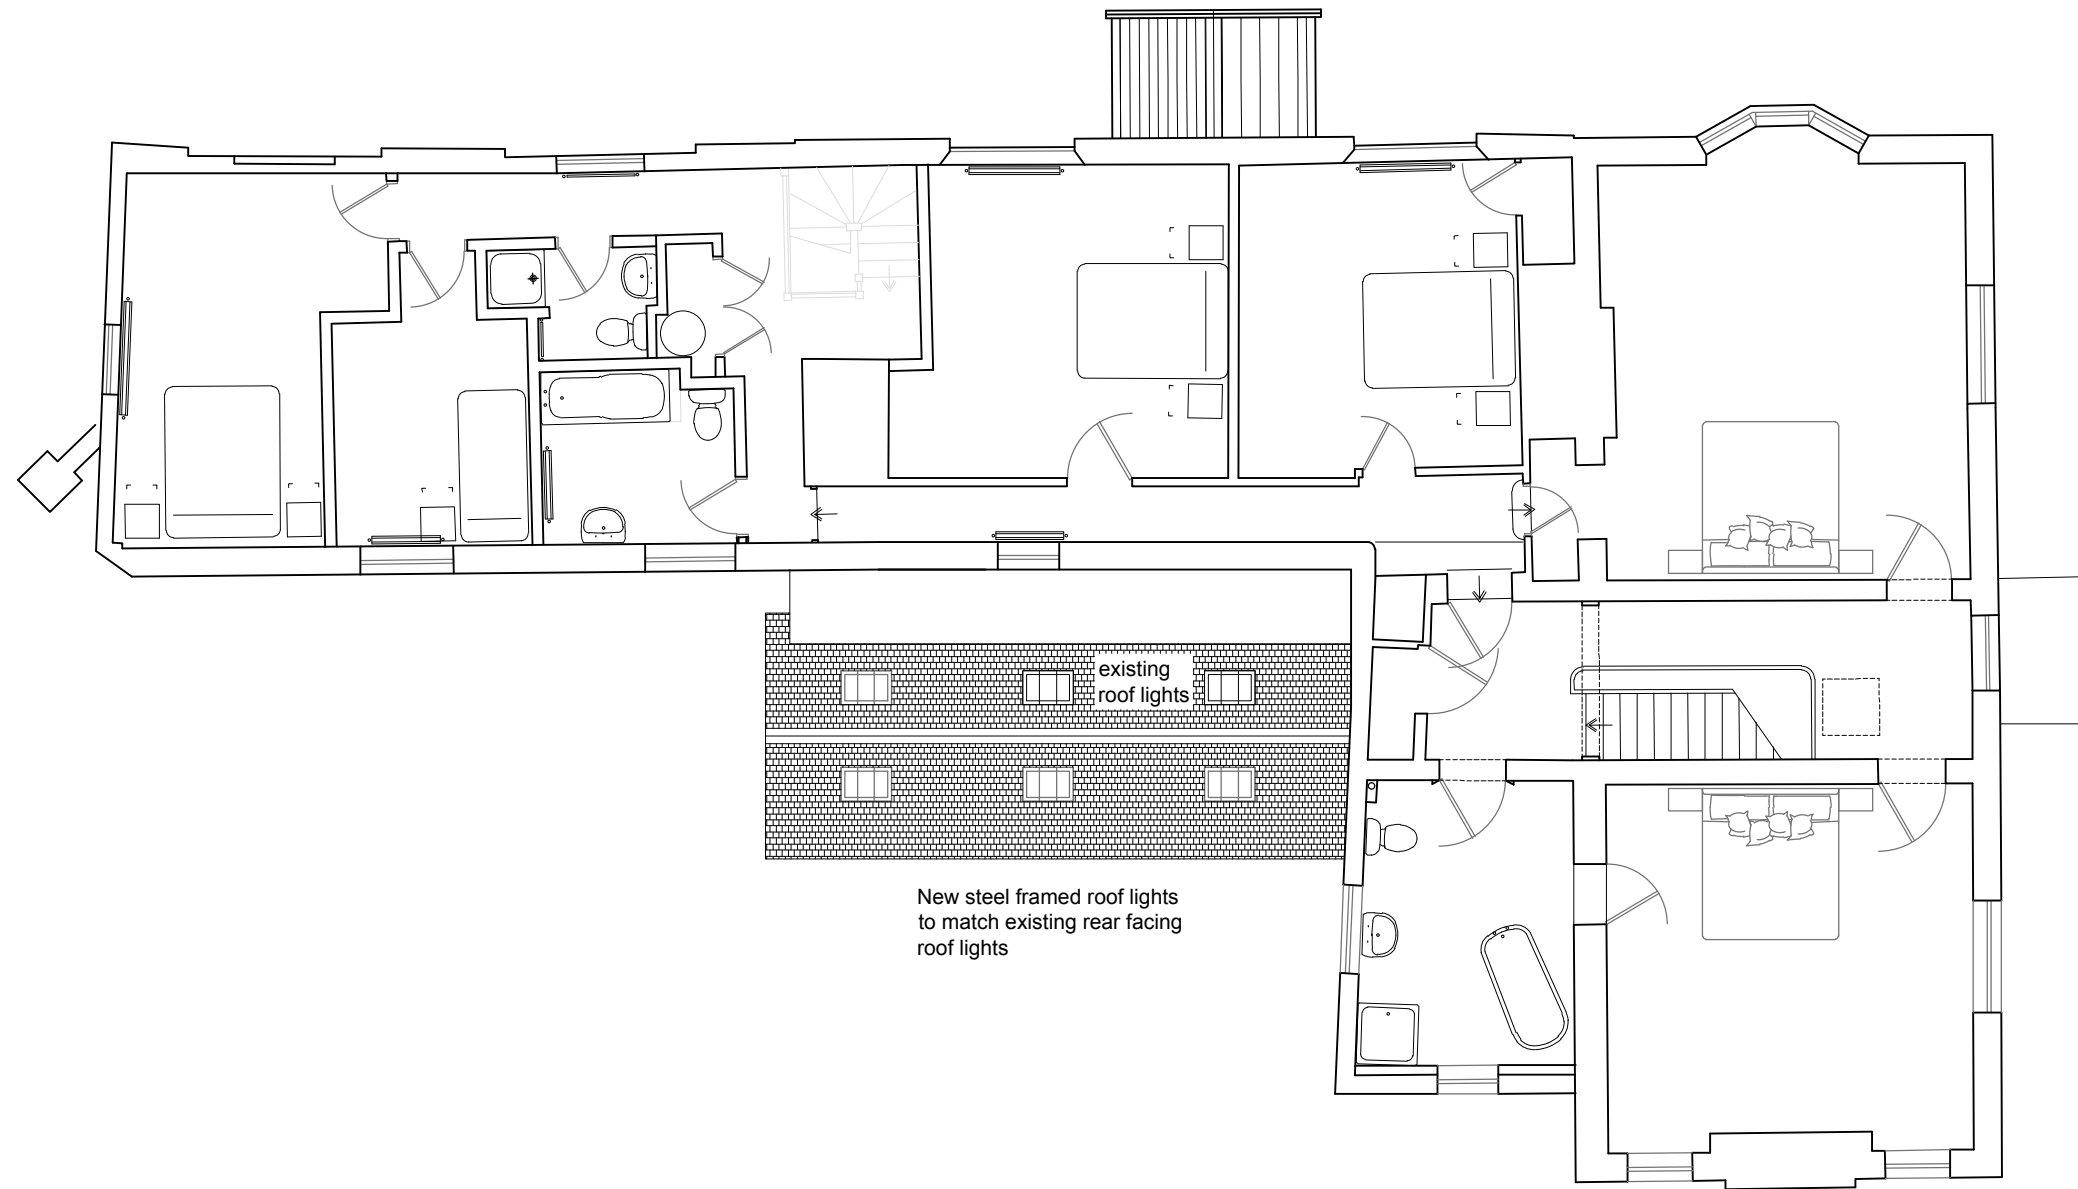 existing
roof lights
New steel framed roof lights
to match existing rear facing
roof lights